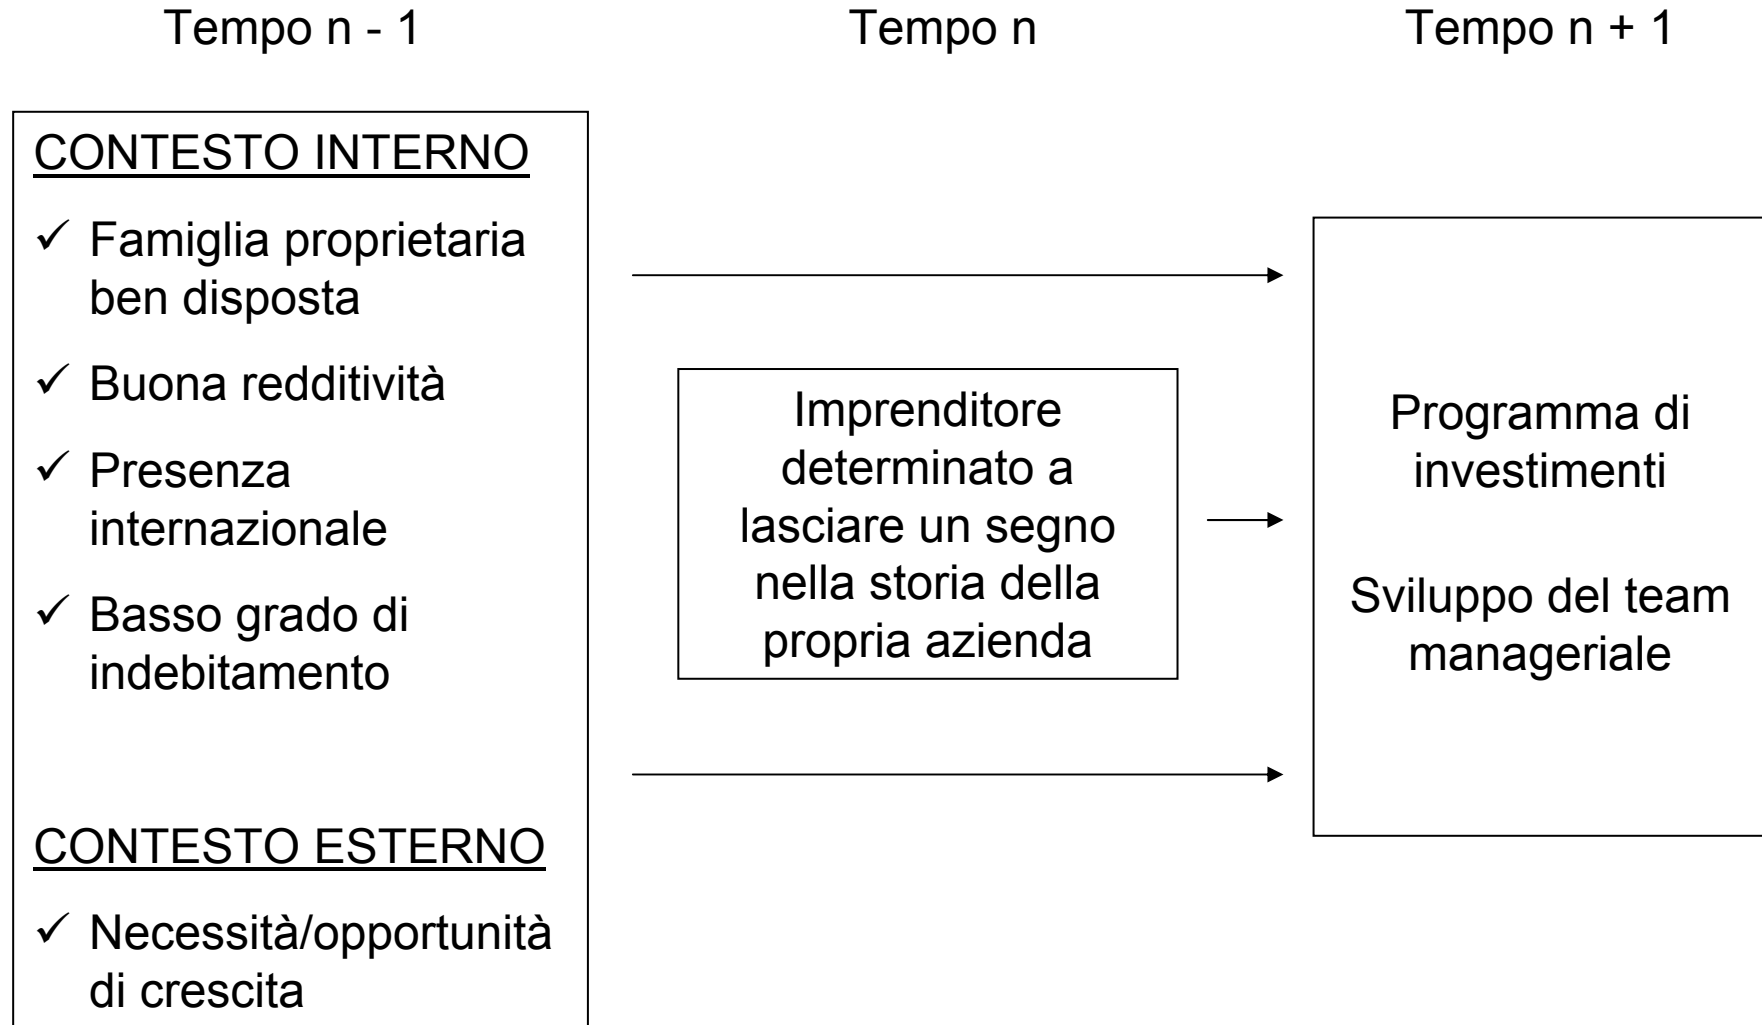 Tempo n - 1
Tempo n
Tempo n + 1
CONTESTO INTERNO
✓ Famiglia proprietaria
ben disposta
✓ Buona redditività
✓ Presenza
internazionale
✓ Basso grado di
indebitamento
CONTESTO ESTERNO
✓ Necessità/opportunità
di crescita
Imprenditore
determinato a
lasciare un segno
nella storia della
propria azienda
Programma di
investimenti
Sviluppo del team
manageriale